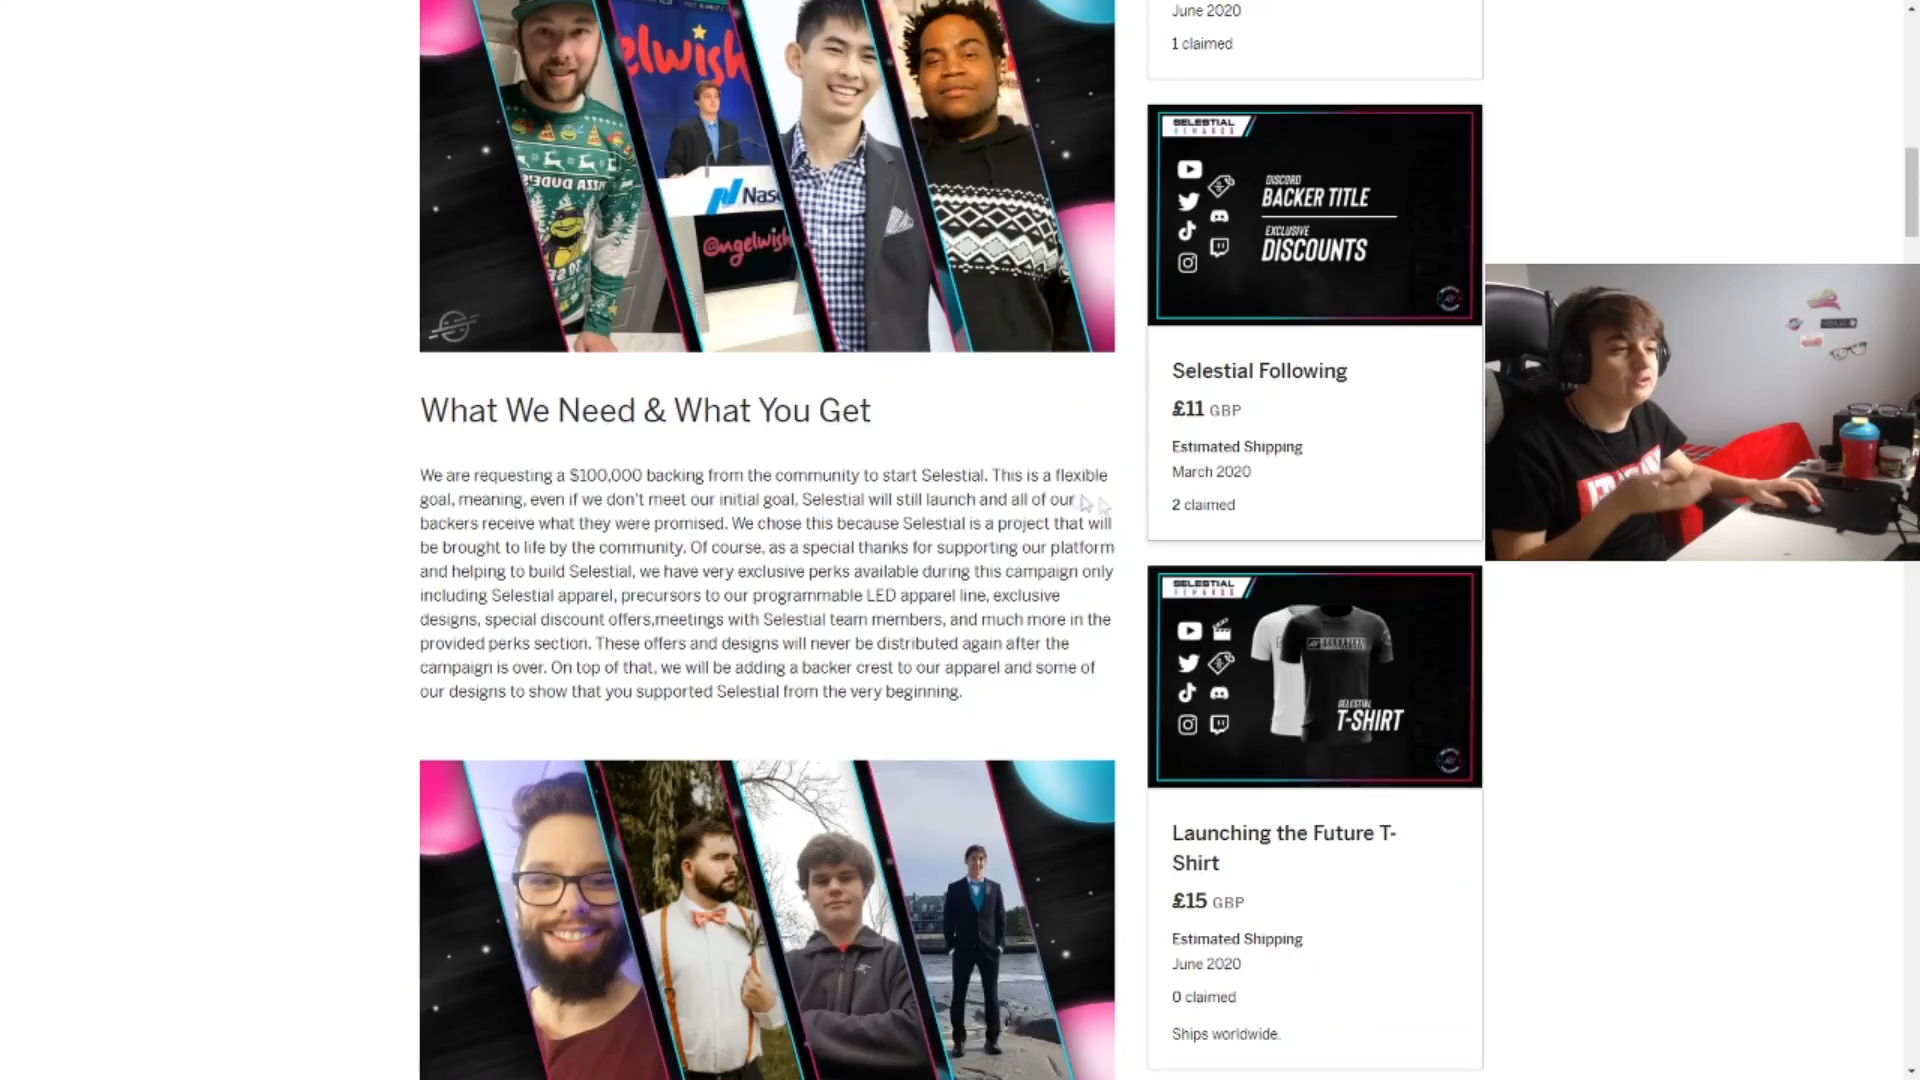 elwish
Nasd
@ngelwish
PIZZA DUDE'S
June 2020
1 claimed
SELESTIAL
REWARDS
DISCORD
BACKER TITLE
EXCLUSIVE
DISCOUNTS
Selestial Following
£11 GBP
Estimated Shipping
March 2020
2 claimed
What We Need & What You Get
We are requesting a $100,000 backing from the community to start Selestial. This is a flexible
goal, meaning, even if we don't meet our initial goal, Selestial will still launch and all of our
backers receive what they were promised. We chose this because Selestial is a project that will
be brought to life by the community. Of course, as a special thanks for supporting our platform
and helping to build Selestial, we have very exclusive perks available during this campaign only
including Selestial apparel, precursors to our programmable LED apparel line, exclusive
designs, special discount offers,meetings with Selestial team members, and much more in the
provided perks section. These offers and designs will never be distributed again after the
campaign is over. On top of that, we will be adding a backer crest to our apparel and some of
our designs to show that you supported Selestial from the very beginning.
SELESTIAL
REWARDS
SELESTIAL
T-SHIRT
Launching the Future T-
Shirt
£15 GBP
Estimated Shipping
June 2020
0 claimed
Ships worldwide.